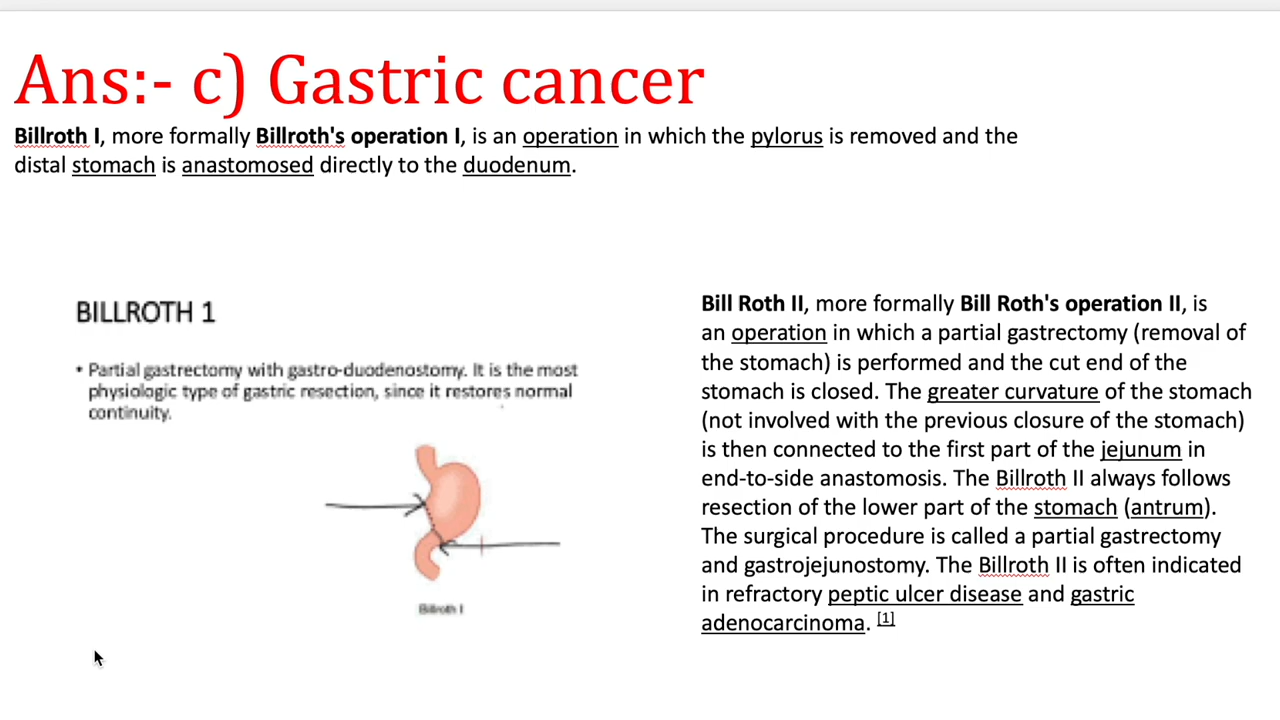 Ans:- c) Gastric cancer
Billroth I, more formally Billroth's operation I, is an operation in which the pylorus is removed and the
distal stomach is anastomosed directly to the duodenum.
BILLROTH 1
• Partial gastrectomy with gastro-duodenostomy. It is the most
physiologic type of gastric resection, since it restores normal
continuity.
Billroth I
Bill Roth II, more formally Bill Roth's operation II, is
an operation in which a partial gastrectomy (removal of
the stomach) is performed and the cut end of the
stomach is closed. The greater curvature of the stomach
(not involved with the previous closure of the stomach)
is then connected to the first part of the jejunum in
end-to-side anastomosis. The Billroth II always follows
resection of the lower part of the stomach (antrum).
The surgical procedure is called a partial gastrectomy
and gastrojejunostomy. The Billroth II is often indicated
in refractory peptic ulcer disease and gastric
adenocarcinoma. [1]